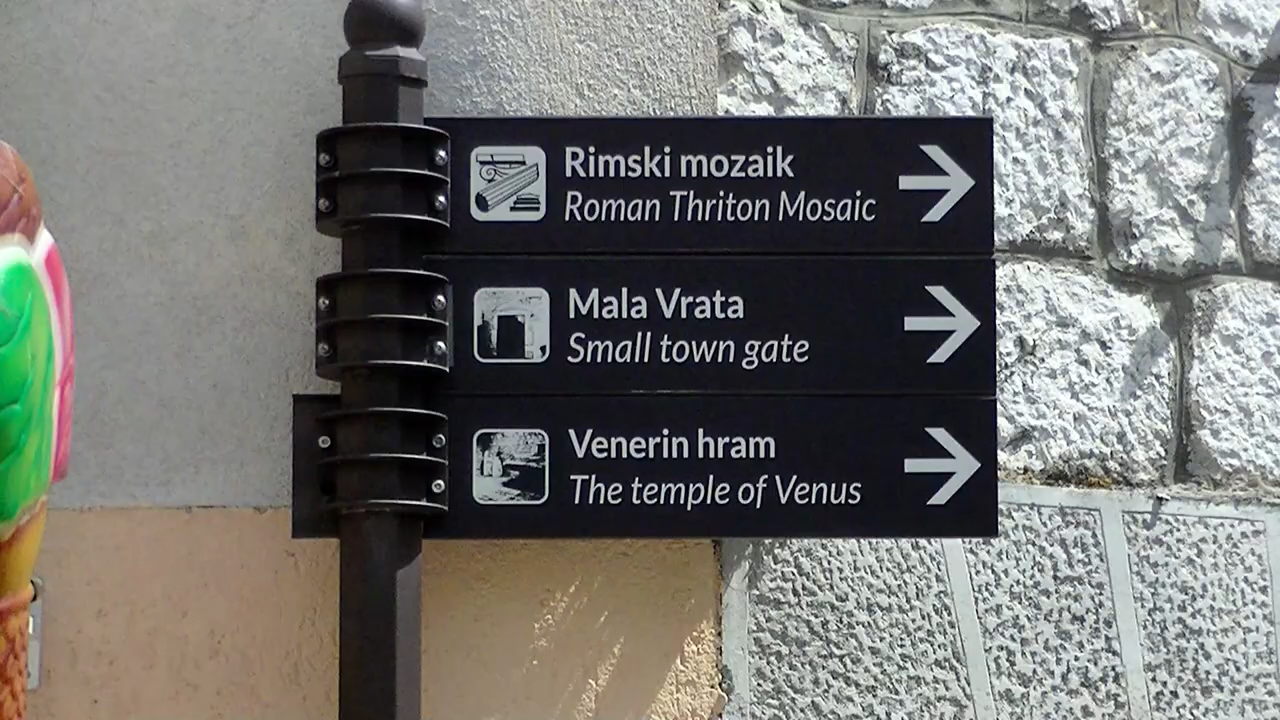 Rimski mozaik
Roman Thriton Mosaic
Mala Vrata
Small town gate
Venerin hram
The temple of Venus